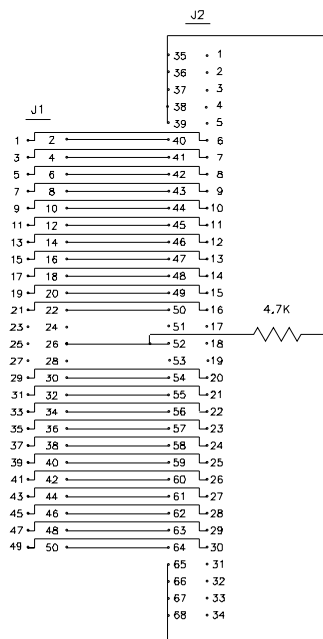 J2
35 1
36 2
37 3
38 4
39 5
J1
1 2 40 6
3 4 41 7
5 6 42 8
7 8 43 9
9 10 44 10
11 12 45 11
13 14 46 12
15 16 47 13
17 18 48 14
19 20 49 15
21 22 50 16
4.7K
23 24 51 17
25 26 52 18
27 28 53 19
29 30 54 20
31 32 55 21
33 34 56 22
35 36 57 23
37 38 58 24
39 40 59 25
41 42 60 26
43 44 61 27
45 46 62 28
47 48 63 29
49 50 64 30
65 31
66 32
67 33
68 34